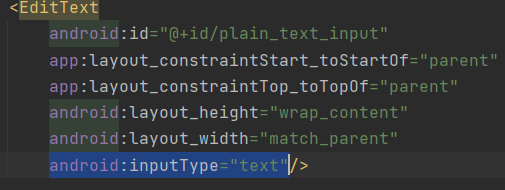 <EditText
android:id="@+id/plain_text_input"
app:layout_constraintStart_toStartOf="parent"
app:layout_constraintTop_toTopOf="parent"
android:layout_height="wrap_content"
android:layout_width="match_parent"
android:inputType="text"/>